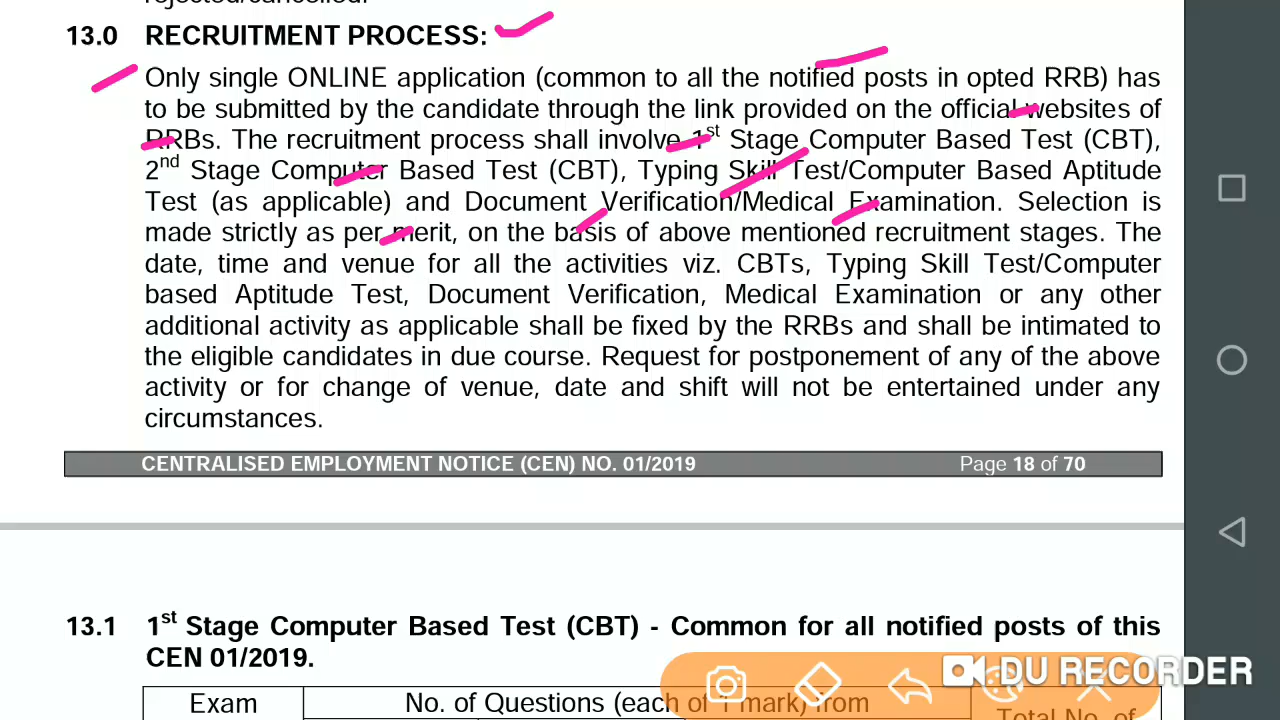 rejected/cancelled.
13.0 RECRUITMENT PROCESS:
Only single ONLINE application (common to all the notified posts in opted RRB) has
to be submitted by the candidate through the link provided on the official websites of
RRBs. The recruitment process shall involve 1st Stage Computer Based Test (CBT),
2nd Stage Computer Based Test (CBT), Typing Skill Test/Computer Based Aptitude
Test (as applicable) and Document Verification/Medical Examination. Selection is
made strictly as per merit, on the basis of above mentioned recruitment stages. The
date, time and venue for all the activities viz. CBTs, Typing Skill Test/Computer
based Aptitude Test, Document Verification, Medical Examination or any other
additional activity as applicable shall be fixed by the RRBs and shall be intimated to
the eligible candidates in due course. Request for postponement of any of the above
activity or for change of venue, date and shift will not be entertained under any
circumstances.
CENTRALISED EMPLOYMENT NOTICE (CEN) NO. 01/2019 Page 18 of 70
13.1 1st Stage Computer Based Test (CBT) - Common for all notified posts of this
CEN 01/2019.
DU RECORDER
Exam No. of Questions (each of 1 mark) from
Total No. of